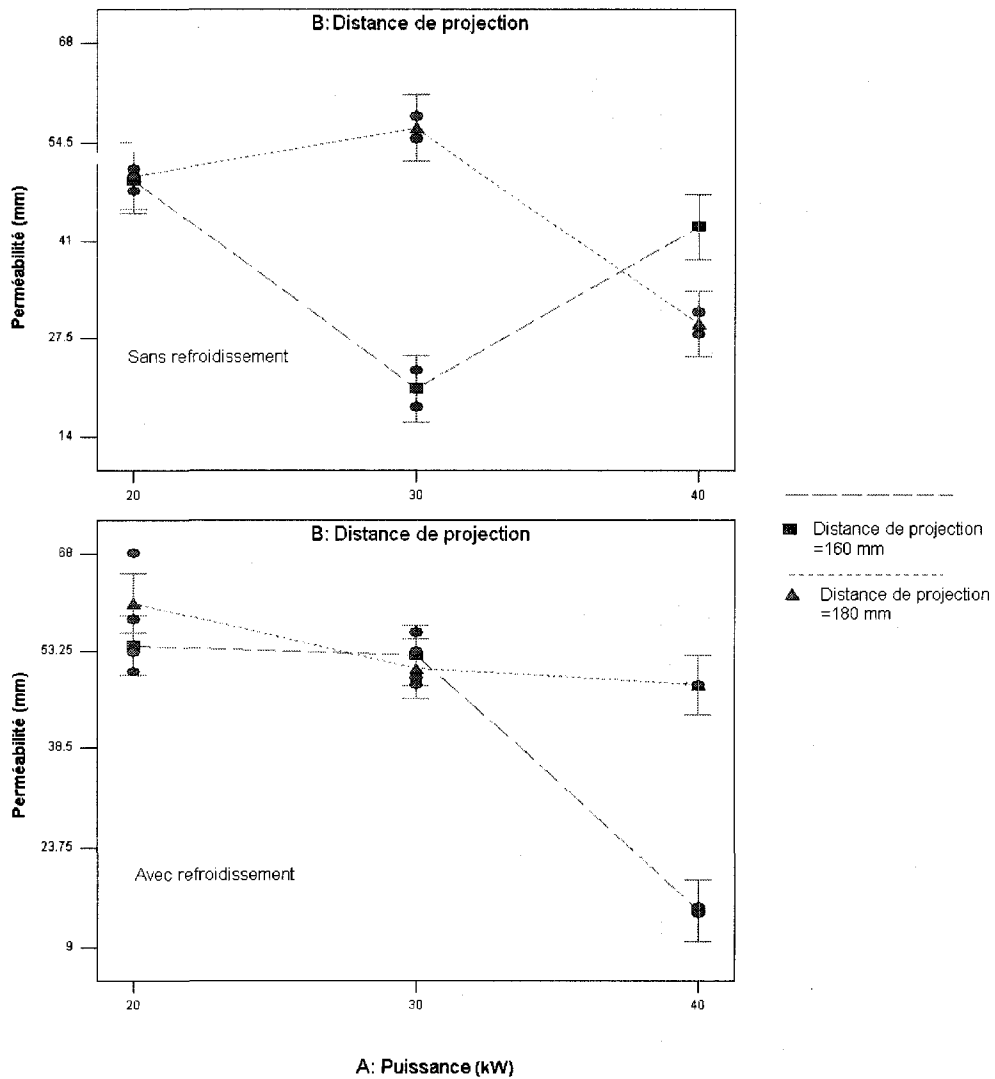 B: Distance de projection
68
54.5
41
27.5
14
Perméabilité (mm)
Sans refroidissement
20
30
40
B: Distance de projection
68
53.25
38.5
23.75
9
Perméabilité (mm)
Avec refroidissement
20
30
40
A: Puissance (kW)
Distance de projection
=160 mm
Distance de projection
=180 mm